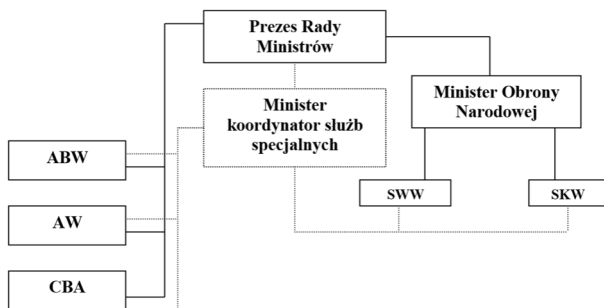 Prezes Rady
Ministrów
Minister Obrony
Narodowej
Minister
koordynator służb
specjalnych
ABW
SWW
SKW
AW
CBA